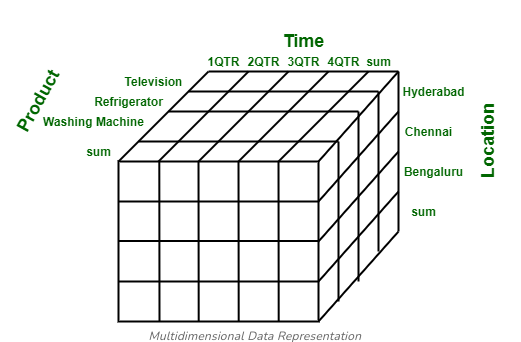 Time
1QTR 2QTR 3QTR 4QTR sum
Product
Television
Refrigerator
Washing Machine
sum
Hyderabad
Chennai
Bengaluru
sum
Location
Multidimensional Data Representation